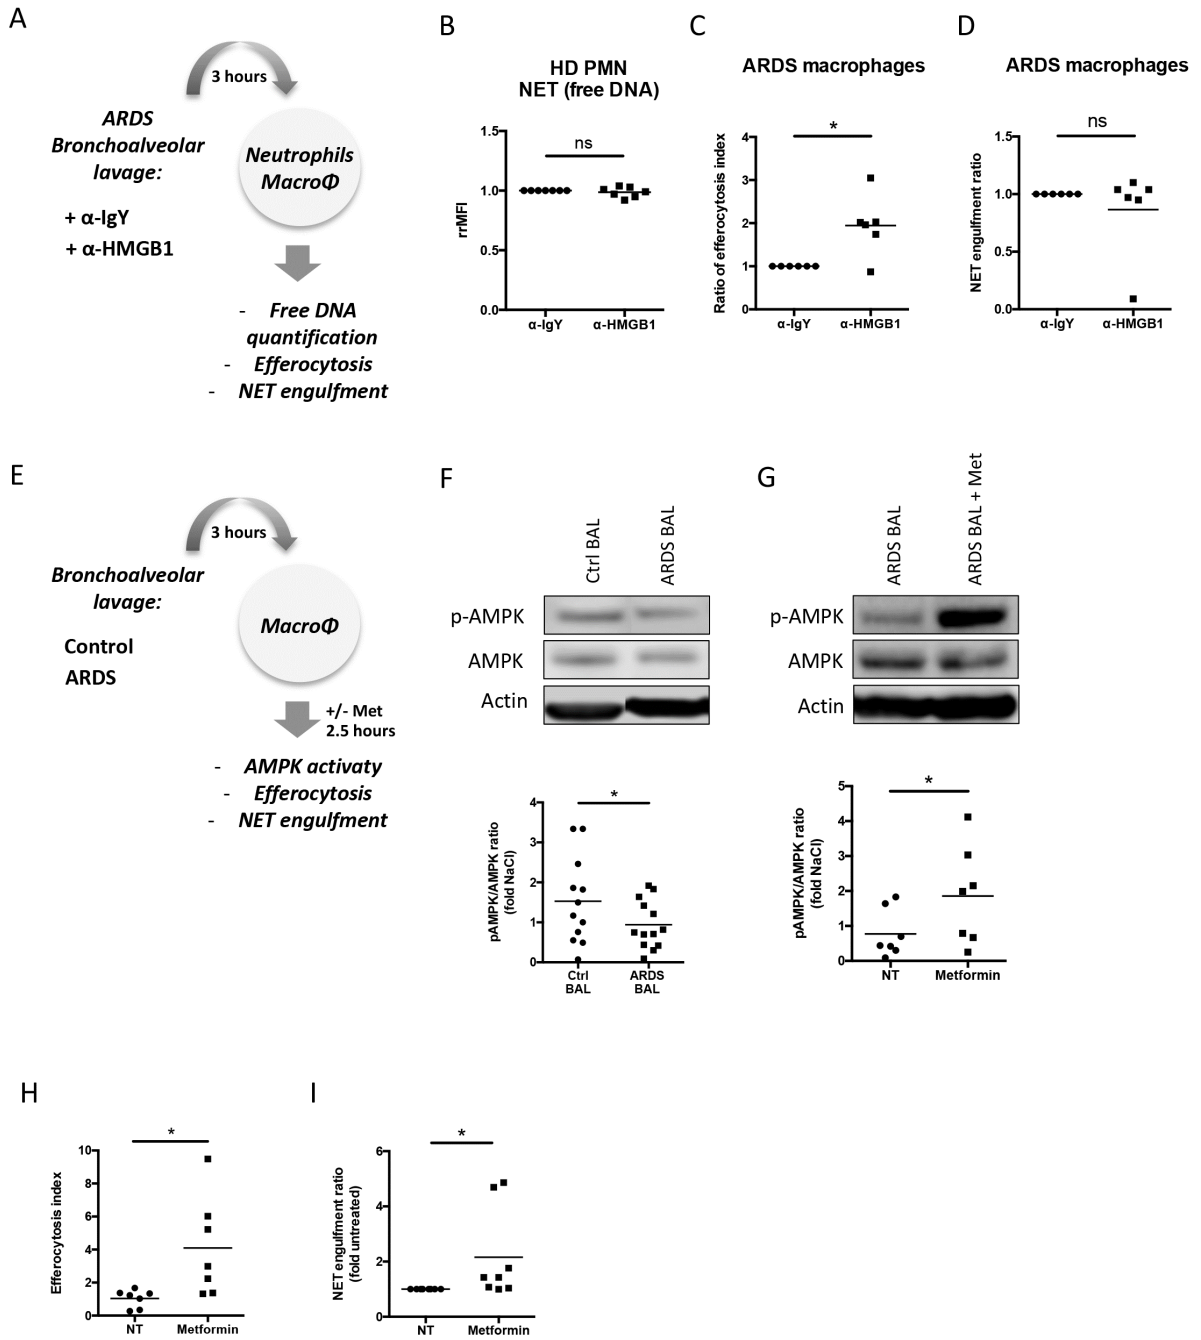 A
3 hours
ARDS
Bronchoalveolar
lavage:
+ α-IgY
+ α-HMGB1
Neutrophils
MacroΦ
- Free DNA
quantification
- Efferocytosis
- NET engulfment
B
HD PMN
NET (free DNA)
ns
rrMFI
1.5
1.0
0.5
0.0
α-IgY
α-HMGB1
C
ARDS macrophages
*
Ratio of efferocytosis index
4
3
2
1
0
α-IgY
α-HMGB1
D
ARDS macrophages
ns
NET engulfment ratio
1.5
1.0
0.5
0.0
α-IgY
α-HMGB1
E
3 hours
Bronchoalveolar
lavage:
Control
ARDS
MacroΦ
+/- Met
2.5 hours
- AMPK activaty
- Efferocytosis
- NET engulfment
F
Ctrl BAL
ARDS BAL
p-AMPK
AMPK
Actin
*
pAMPK/AMPK ratio
(fold NaCl)
4
3
2
1
0
Ctrl
BAL
ARDS
BAL
G
ARDS BAL
ARDS BAL + Met
p-AMPK
AMPK
Actin
*
pAMPK/AMPK ratio
(fold NaCl)
5
4
3
2
1
0
NT
Metformin
H
*
Efferocytosis index
10
8
6
4
2
0
NT
Metformin
I
*
NET engulfment ratio
(fold untreated)
6
4
2
0
NT
Metformin